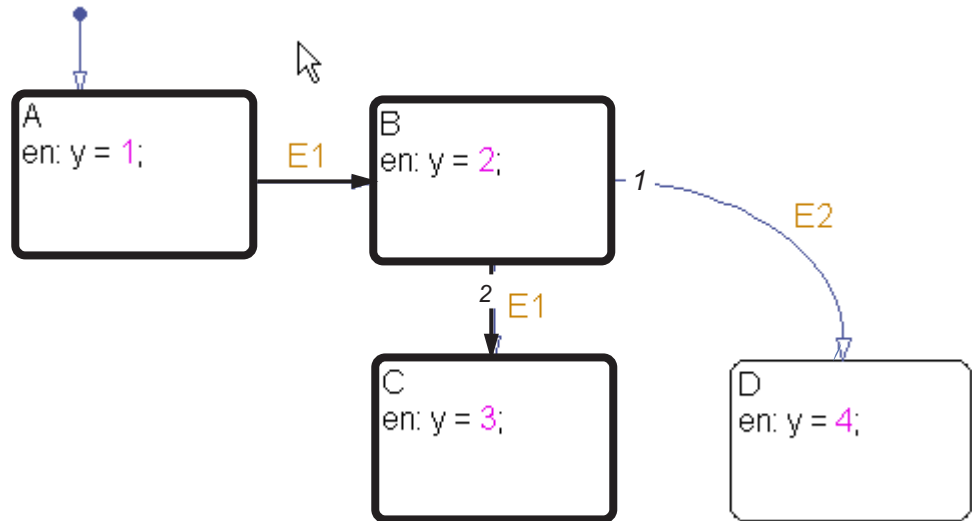 A
en: y = 1;
E1
B
en: y = 2;
1
E2
2
E1
C
en: y = 3;
D
en: y = 4;